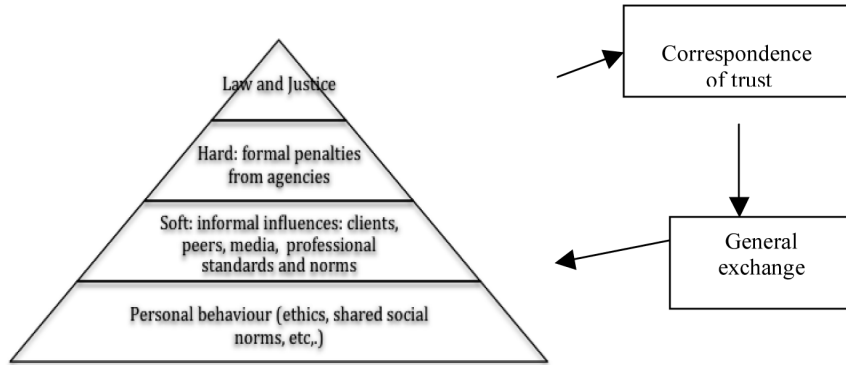 Law and Justice
Hard: formal penalties
from agencies
Soft: informal influences: clients,
peers, media, professional
standards and norms
Personal behaviour (ethics, shared social
norms, etc,.)
Correspondence
of trust
General
exchange